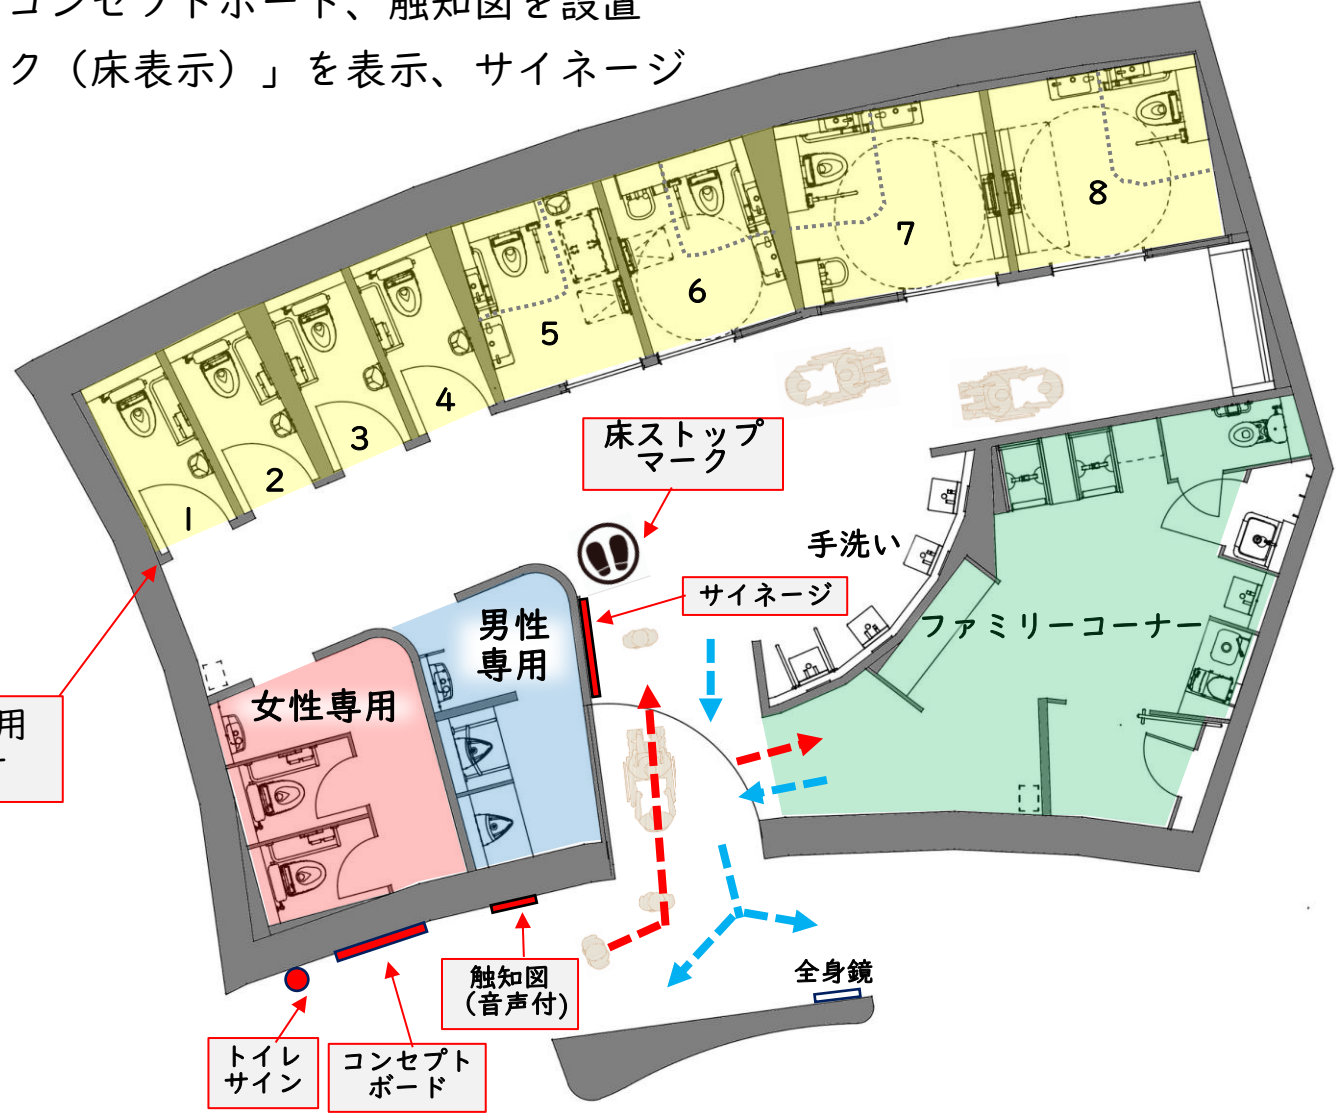 コンセプトボード、触知図を設置
ク（床表示）」を表示、サイネージ
8
7
6
5
4
3
2
1
床ストップ
マーク
手洗い
サイネージ
男性
専用
ファミリーコーナー
女性専用
用
ー
触知図
（音声付)
全身鏡
トイレ
サイン
コンセプト
ボード